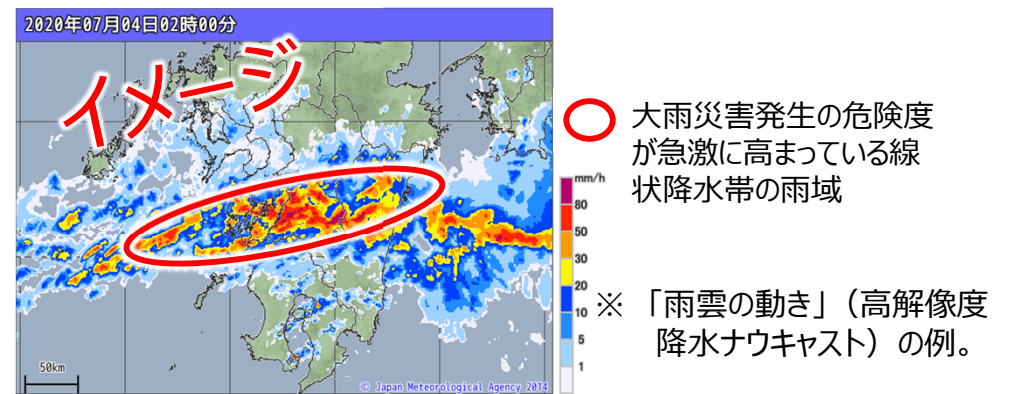 2020年07月04日02時00分
イメージ
大雨災害発生の危険度
が急激に高まっている線
状降水帯の雨域
mm/h
80
50
30
20
10
5
1
※ 「雨雲の動き」（高解像度
降水ナウキャスト）の例。
50km
© Japan Meteorological Agency 2014